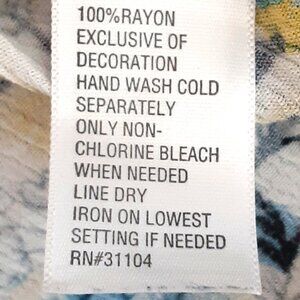 100%RAYON
EXCLUSIVE OF
DECORATION
HAND WASH COLD
SEPARATELY
ONLY NON-
CHLORINE BLEACH
WHEN NEEDED
LINE DRY
IRON ON LOWEST
SETTING IF NEEDED
RN#31104